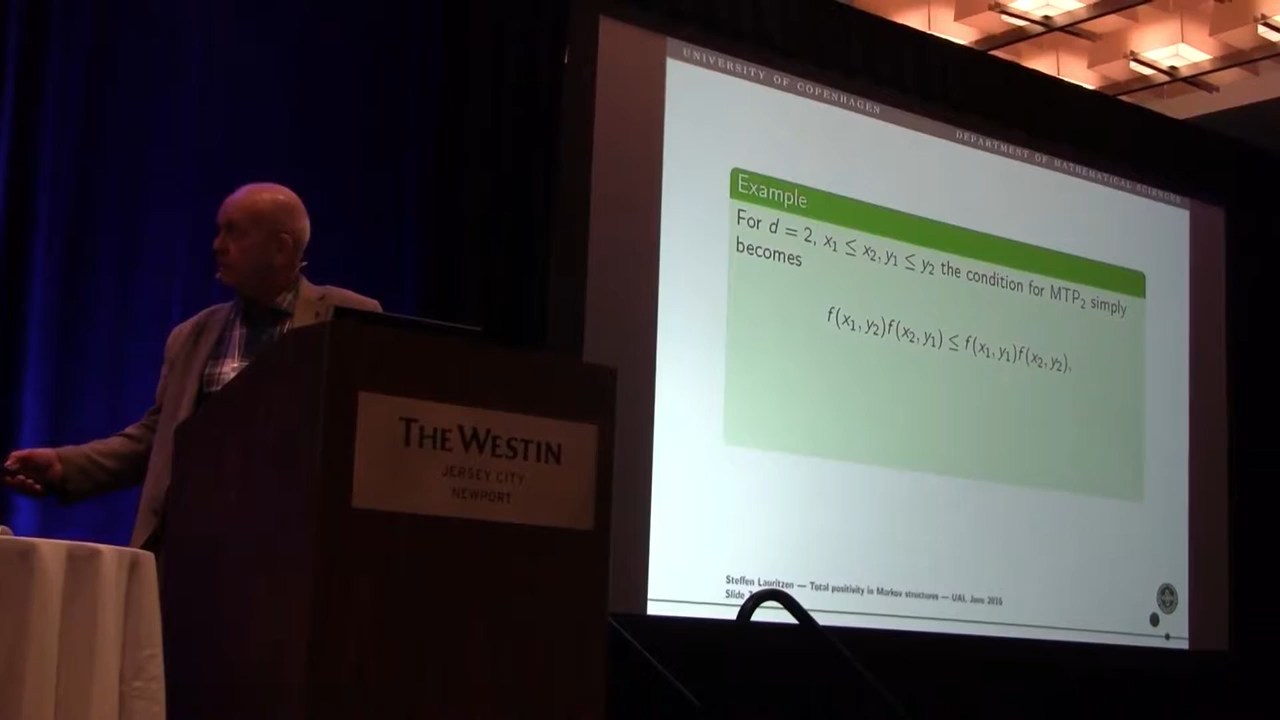 UNIVERSITY OF COPENHAGEN
DEPARTMENT OF MATHEMATICAL SCIENCES
Example
For d = 2, x₁ ≤ x₂, y₁ ≤ y₂ the condition for MTP₂ simply
becomes
f(x₁, y₂)f(x₂, y₁) ≤ f(x₁, y₁)f(x₂, y₂),
Steffen Lauritzen — Total positivity in Markov structures — UAI, June 2016
Slide
THE WESTIN
JERSEY CITY
NEWPORT